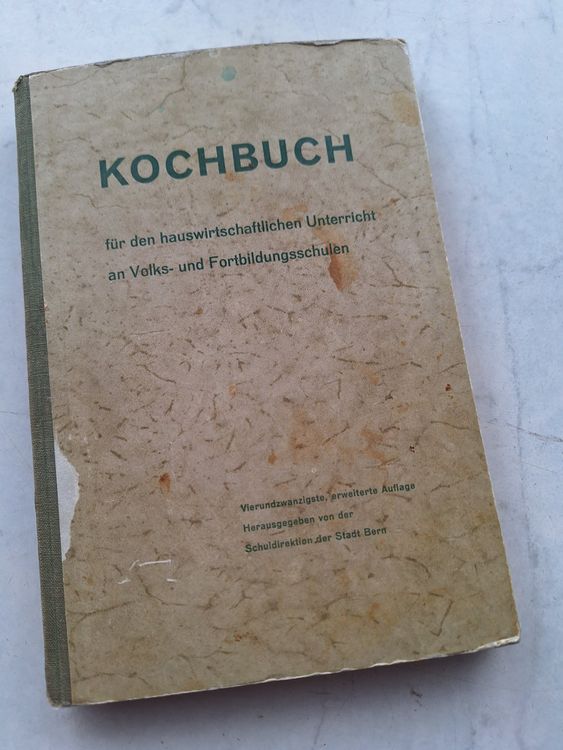 KOCHBUCH
für den hauswirtschaftlichen Unterricht
an Volks- und Fortbildungsschulen
Vierundzwanzigste, erweiterte Auflage
Herausgegeben von der
Schuldirektion der Stadt Bern